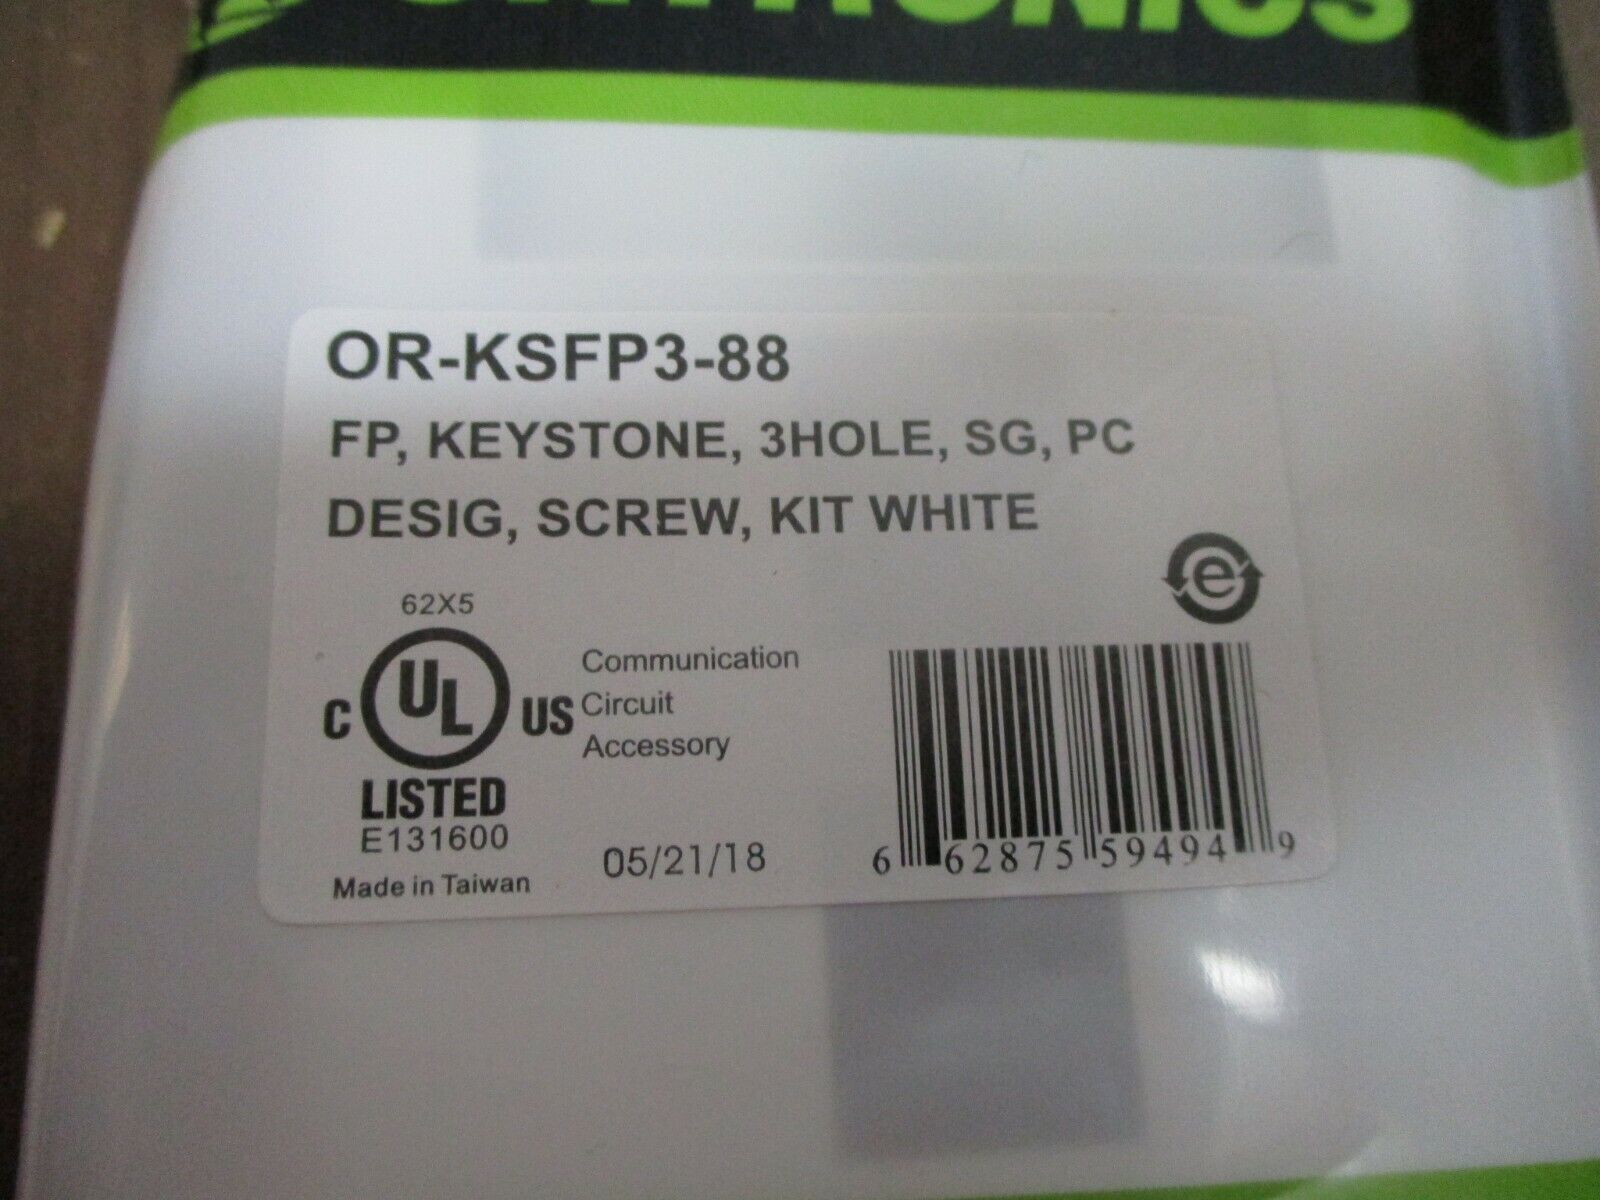 ORTRONICS
OR-KSFP3-88
FP, KEYSTONE, 3HOLE, SG, PC
DESIG, SCREW, KIT WHITE
e
62X5
C UL US
LISTED
E131600
Communication
Circuit
Accessory
Made in Taiwan
05/21/18
6 62875 59494 9